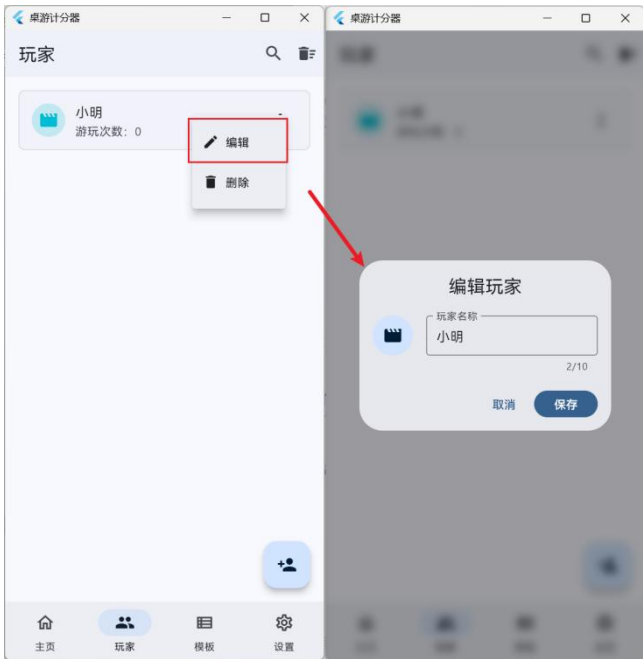 桌游计分器
玩家
小明
游玩次数：0
编辑
删除
主页
玩家
模板
设置
桌游计分器
编辑玩家
玩家名称
小明
2/10
取消
保存